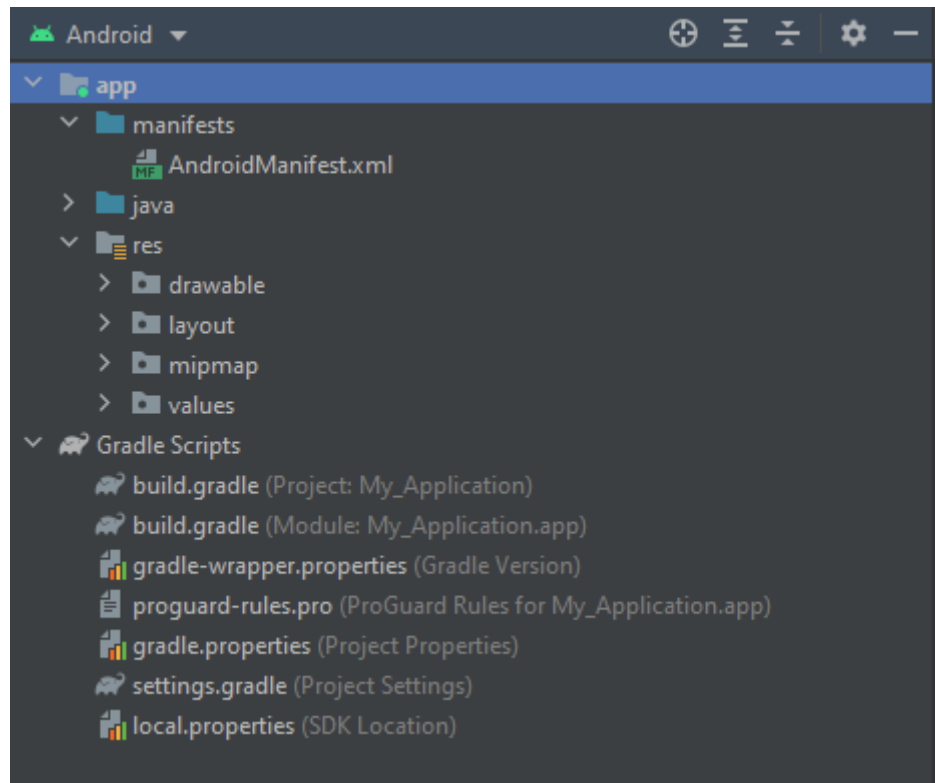 Android
app
manifests
MF AndroidManifest.xml
java
res
drawable
layout
mipmap
values
Gradle Scripts
build.gradle (Project: My_Application)
build.gradle (Module: My_Application.app)
gradle-wrapper.properties (Gradle Version)
proguard-rules.pro (ProGuard Rules for My_Application.app)
gradle.properties (Project Properties)
settings.gradle (Project Settings)
local.properties (SDK Location)